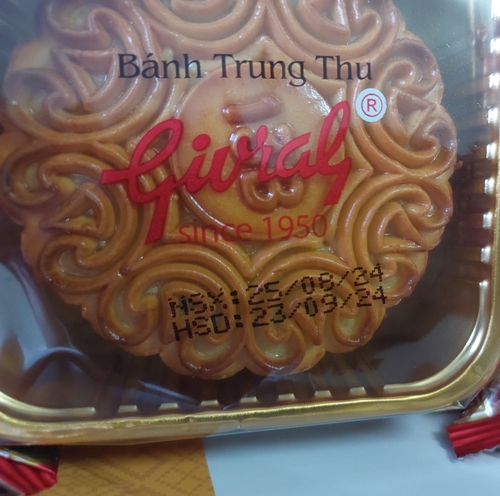 Bánh Trung Thu
Givral ®
since 1950
NSX:25/08/24
HSD:23/09/24